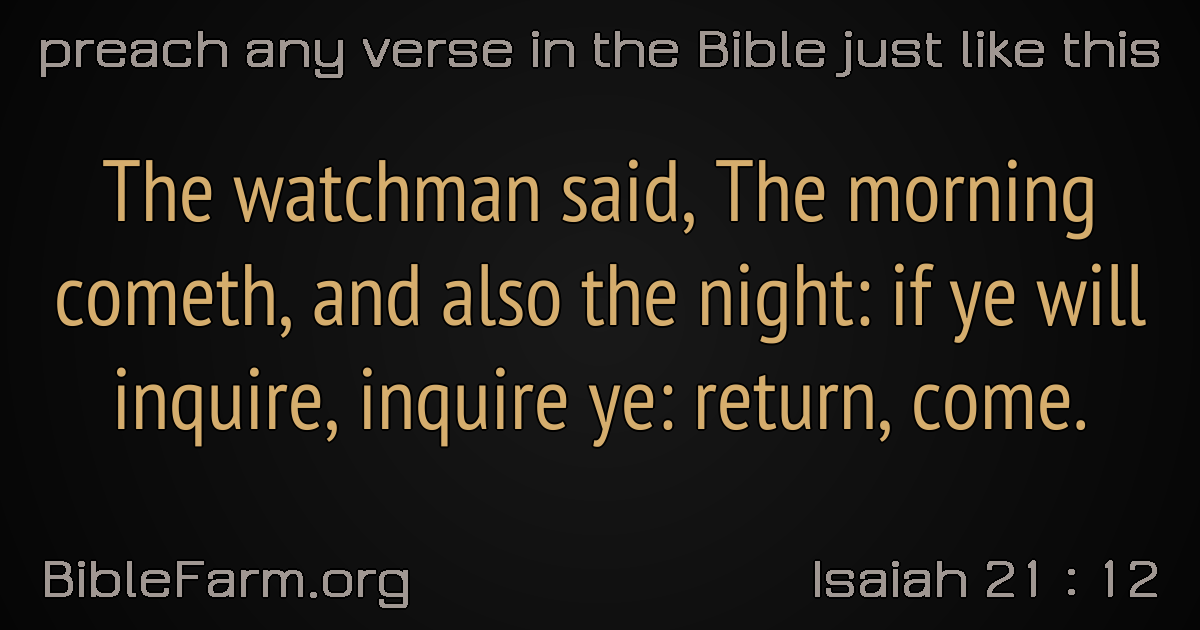 preach any verse in the Bible just like this
The watchman said, The morning
cometh, and also the night: if ye will
inquire, inquire ye: return, come.
BibleFarm.org
Isaiah 21 : 12